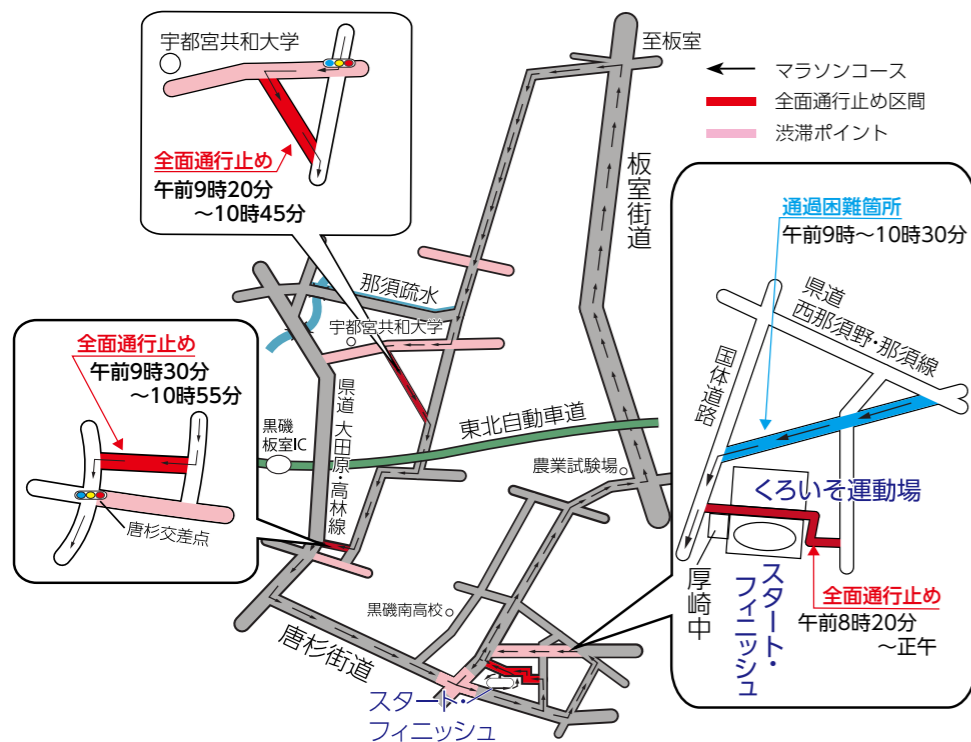 宇都宮共和大学
全面通行止め
午前9時20分
～10時45分
至板室
マラソンコース
全面通行止め区間
渋滞ポイント
板室街道
通過困難箇所
午前9時～10時30分
県道
西那須野・那須線
国体道路
くろいそ運動場
厚崎中
スタート・
フィニッシュ
全面通行止め
午前8時20分
～正午
那須疏水
宇都宮共和大学
全面通行止め
午前9時30分
～10時55分
唐杉交差点
黒磯
板室IC
県道 大田原・高林線
東北自動車道
農業試験場
黒磯南高校
唐杉街道
スタート・
フィニッシュ